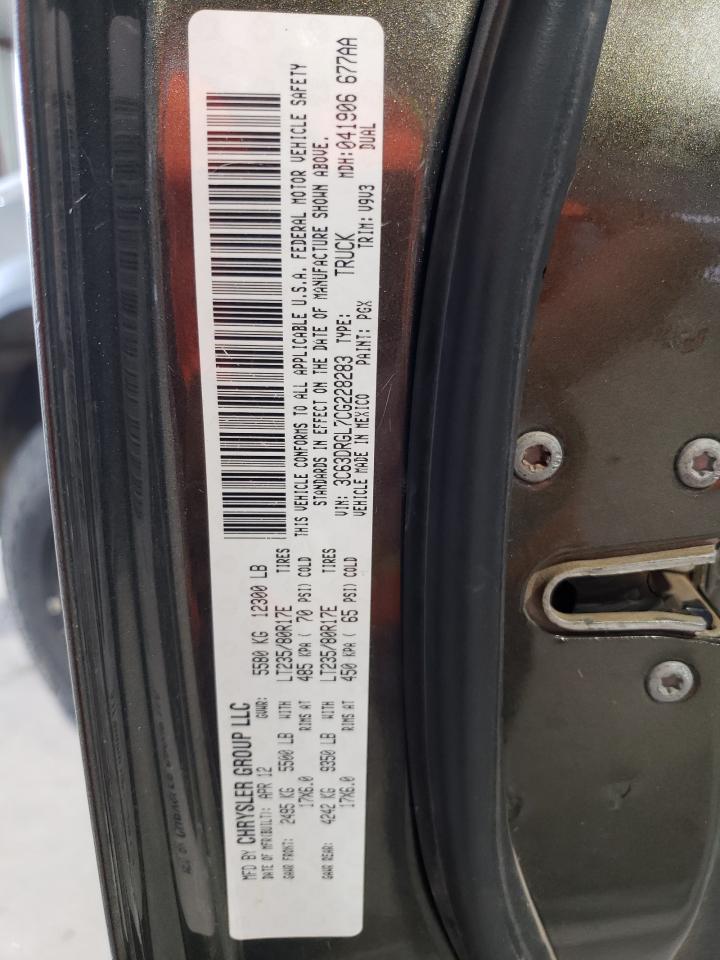 MFD BY CHRYSLER GROUP LLC
DATE OF MFR(BUILT): APR 12 GVWR: 5580 KG 12300 LB
GAWR FRONT: 2495 KG 5500 LB WITH LT235/80R17E TIRES
17X6.0 RIMS AT 485 KPA ( 70 PSI) COLD
GAWR REAR: 4242 KG 9350 LB WITH LT235/80R17E TIRES
17X6.0 RIMS AT 450 KPA ( 65 PSI) COLD
THIS VEHICLE CONFORMS TO ALL APPLICABLE U.S.A. FEDERAL MOTOR VEHICLE SAFETY
STANDARDS IN EFFECT ON THE DATE OF MANUFACTURE SHOWN ABOVE.
VIN: 3C63DRGL7CG228283 TYPE: TRUCK MDH:041906 677AA
VEHICLE MADE IN MEXICO PAINT: PGX TRIM: V9V3 DUAL